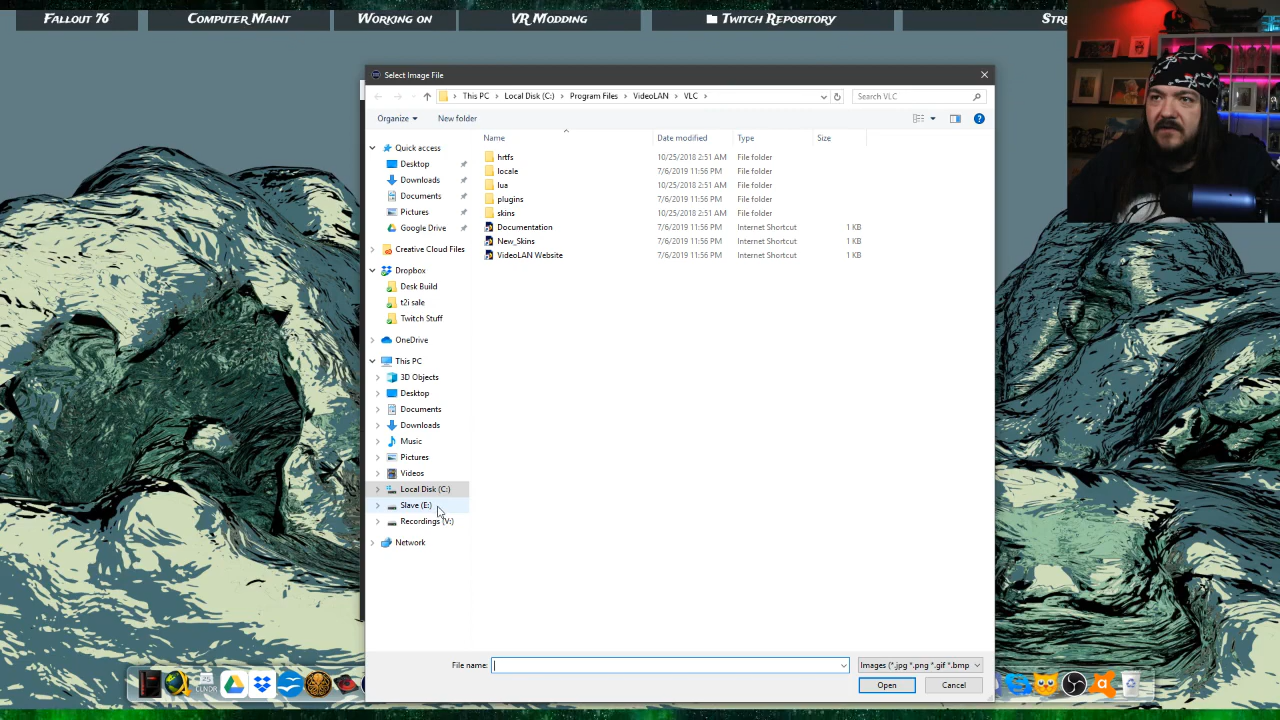 Fallout 76 Computer Maint Working on VR Modding Twitch Repository
Select Image File
This PC Local Disk (C:) Program Files VideoLAN VLC Search VLC
Organize New folder
Name Date modified Type Size
Quick access
Desktop
Downloads
Documents
Pictures
Google Drive
Creative Cloud Files
Dropbox
Desk Build
t2i sale
Twitch Stuff
OneDrive
This PC
3D Objects
Desktop
Documents
Downloads
Music
Pictures
Videos
Local Disk (C:)
Slave (E:)
Recordings (V:)
Network
hrtfs 10/25/2018 2:51 AM File folder
locale 7/6/2019 11:56 PM File folder
lua 10/25/2018 2:51 AM File folder
plugins 7/6/2019 11:56 PM File folder
skins 10/25/2018 2:51 AM File folder
Documentation 7/6/2019 11:56 PM Internet Shortcut 1 KB
New_Skins 7/6/2019 11:56 PM Internet Shortcut 1 KB
VideoLAN Website 7/6/2019 11:56 PM Internet Shortcut 1 KB
File name: Images (*.jpg *.png *.gif *.bmp
Open Cancel